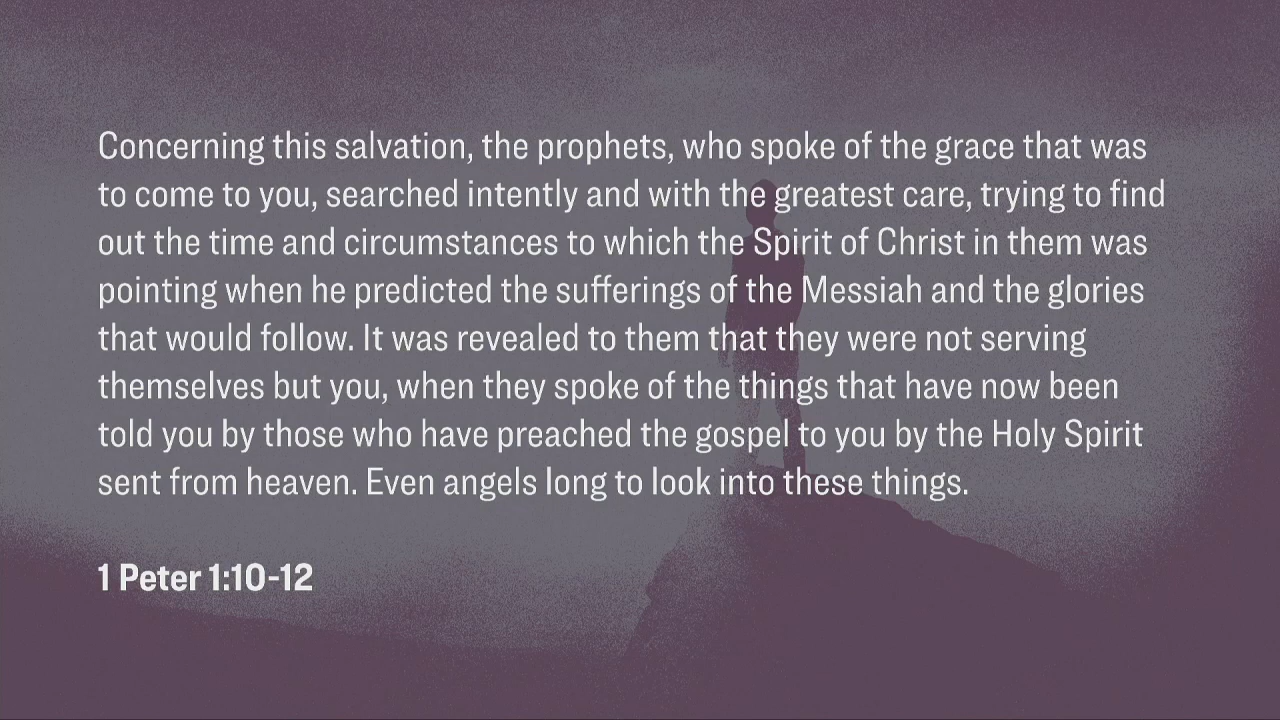 Concerning this salvation, the prophets, who spoke of the grace that was
to come to you, searched intently and with the greatest care, trying to find
out the time and circumstances to which the Spirit of Christ in them was
pointing when he predicted the sufferings of the Messiah and the glories
that would follow. It was revealed to them that they were not serving
themselves but you, when they spoke of the things that have now been
told you by those who have preached the gospel to you by the Holy Spirit
sent from heaven. Even angels long to look into these things.
1 Peter 1:10-12